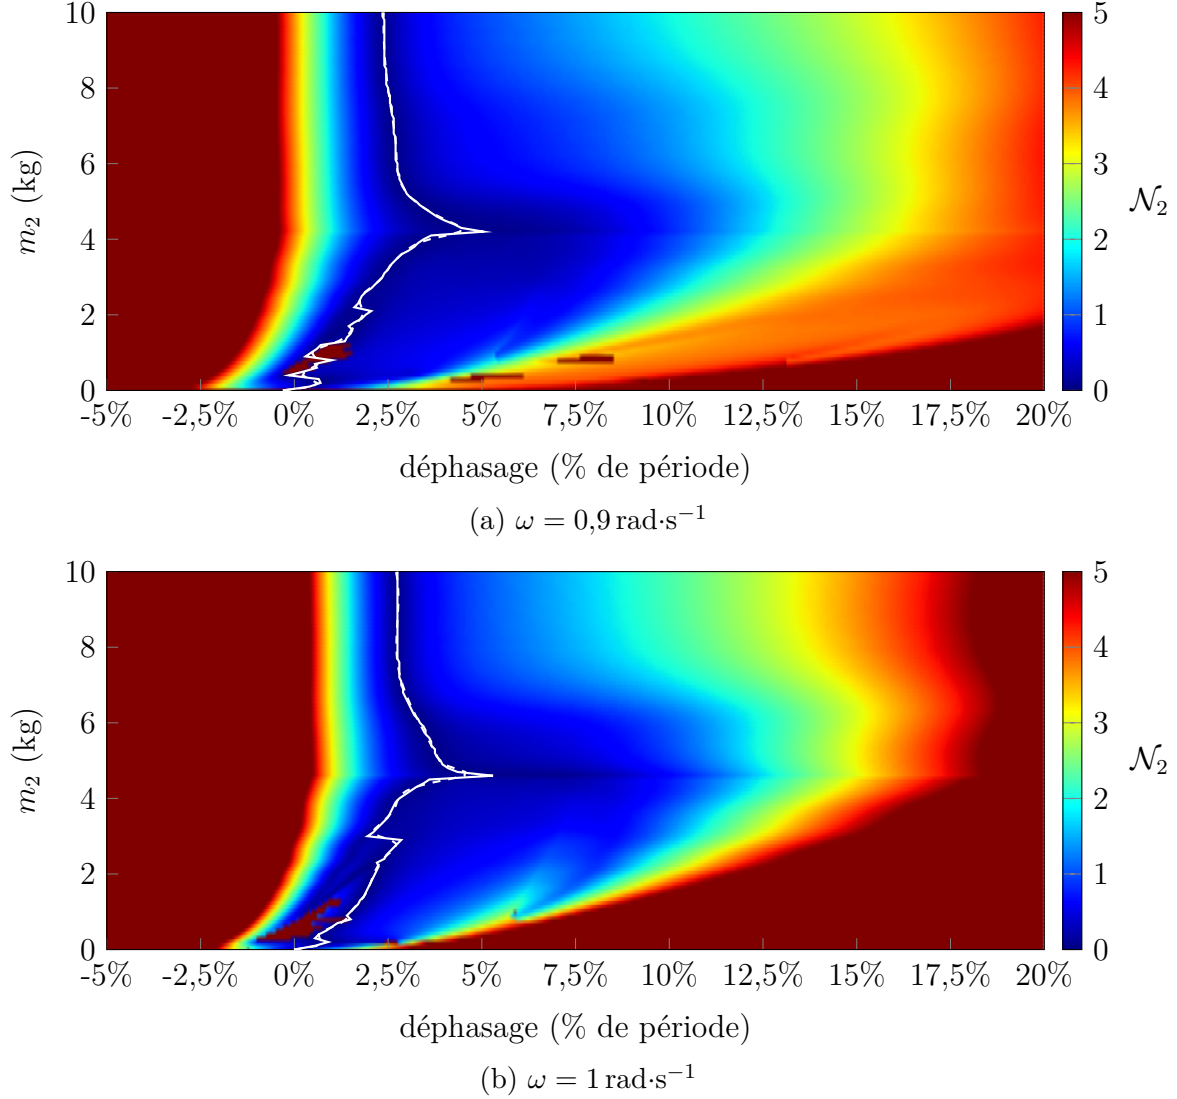 10
8
6
4
2
0
m₂ (kg)
-5% -2,5% 0% 2,5% 5% 7,5% 10% 12,5% 15% 17,5% 20%
déphasage (% de période)
5
4
3
2
1
0
𝒩₂
(a) ω = 0,9 rad·s⁻¹
10
8
6
4
2
0
m₂ (kg)
-5% -2,5% 0% 2,5% 5% 7,5% 10% 12,5% 15% 17,5% 20%
déphasage (% de période)
5
4
3
2
1
0
𝒩₂
(b) ω = 1 rad·s⁻¹